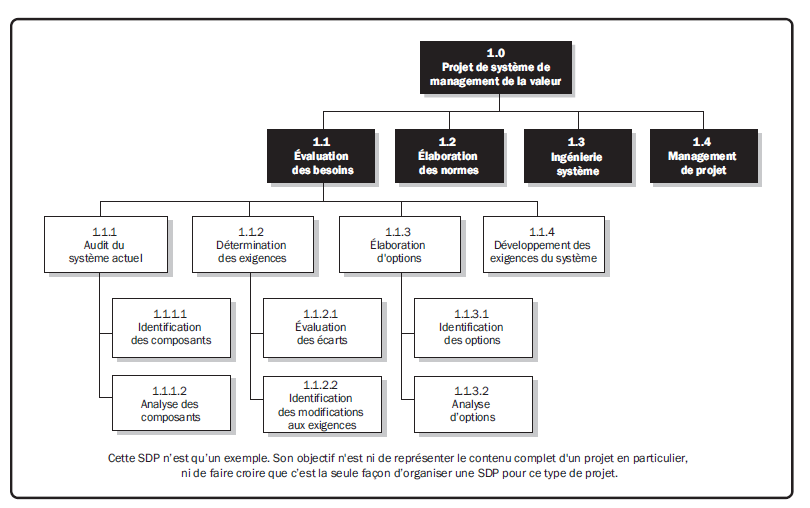 1.0
Projet de système de
management de la valeur
1.1
Évaluation
des besoins
1.2
Élaboration
des normes
1.3
Ingénierie
système
1.4
Management
de projet
1.1.1
Audit du
système actuel
1.1.2
Détermination
des exigences
1.1.3
Élaboration
d'options
1.1.4
Développement des
exigences du système
1.1.1.1
Identification
des composants
1.1.2.1
Évaluation
des écarts
1.1.3.1
Identification
des options
1.1.1.2
Analyse des
composants
1.1.2.2
Identification
des modifications
aux exigences
1.1.3.2
Analyse
d'options
Cette SDP n'est qu'un exemple. Son objectif n'est ni de représenter le contenu complet d'un projet en particulier,
ni de faire croire que c'est la seule façon d'organiser une SDP pour ce type de projet.